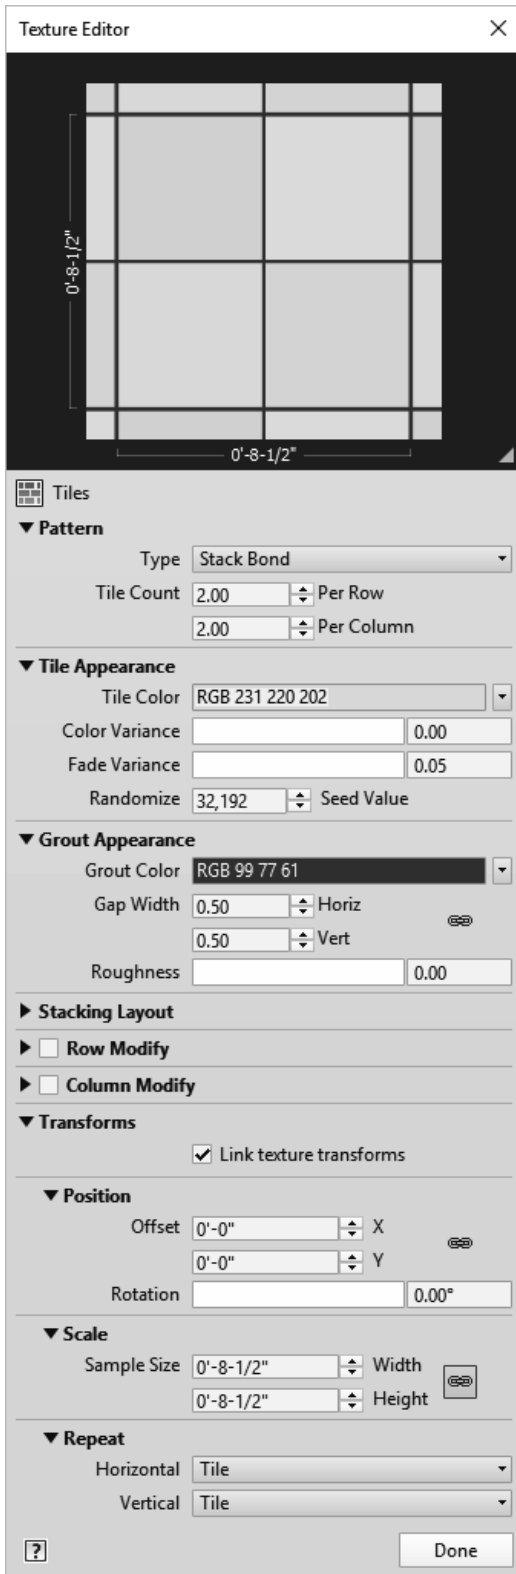 Texture Editor
0'-8-1/2"
0'-8-1/2"
Tiles
Pattern
Type Stack Bond
Tile Count 2.00 Per Row
2.00 Per Column
Tile Appearance
Tile Color RGB 231 220 202
Color Variance 0.00
Fade Variance 0.05
Randomize 32,192 Seed Value
Grout Appearance
Grout Color RGB 99 77 61
Gap Width 0.50 Horiz
0.50 Vert
Roughness 0.00
Stacking Layout
Row Modify
Column Modify
Transforms
Link texture transforms
Position
Offset 0'-0" X
0'-0" Y
Rotation 0.00°
Scale
Sample Size 0'-8-1/2" Width
0'-8-1/2" Height
Repeat
Horizontal Tile
Vertical Tile
? Done